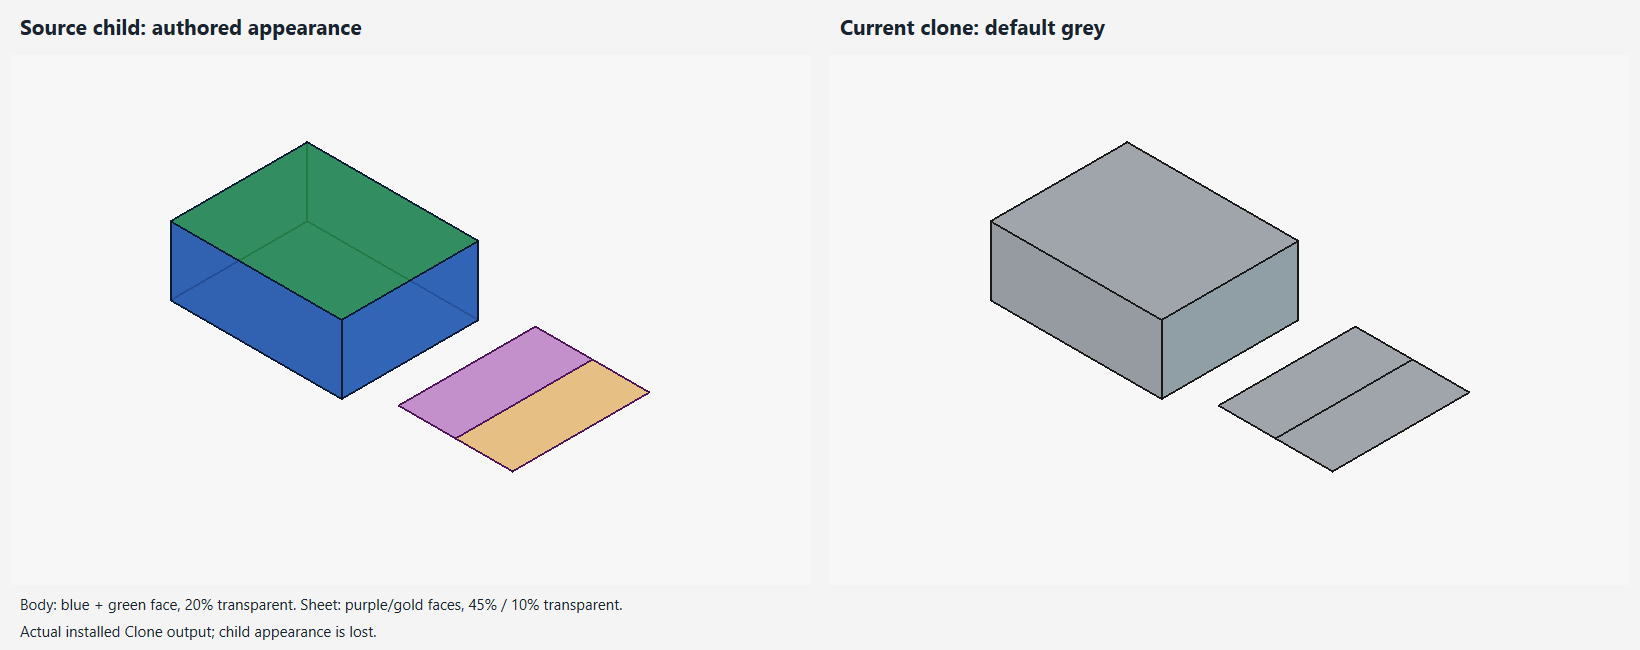 Source child: authored appearance
Current clone: default grey
Body: blue + green face, 20% transparent. Sheet: purple/gold faces, 45% / 10% transparent.
Actual installed Clone output; child appearance is lost.